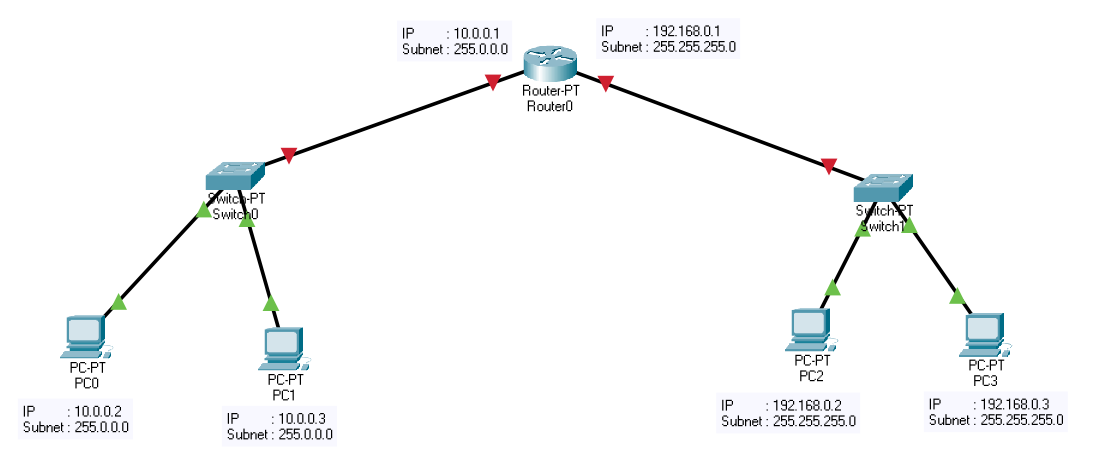 IP : 10.0.0.1
Subnet : 255.0.0.0
IP : 192.168.0.1
Subnet : 255.255.255.0
Router-PT
Router0
Switch-PT
Switch0
Switch-PT
Switch1
PC-PT
PC0
PC-PT
PC1
PC-PT
PC2
PC-PT
PC3
IP : 10.0.0.2
Subnet : 255.0.0.0
IP : 10.0.0.3
Subnet : 255.0.0.0
IP : 192.168.0.2
Subnet : 255.255.255.0
IP : 192.168.0.3
Subnet : 255.255.255.0